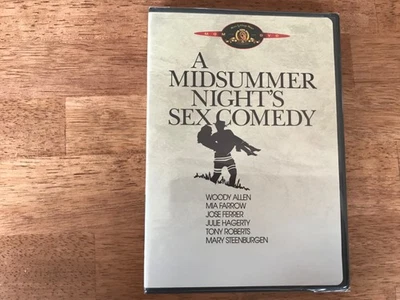 A
MIDSUMMER
NIGHT'S
SEX COMEDY
WOODY ALLEN
MIA FARROW
JOSE FERRER
JULIE HAGERTY
TONY ROBERTS
MARY STEENBURGEN